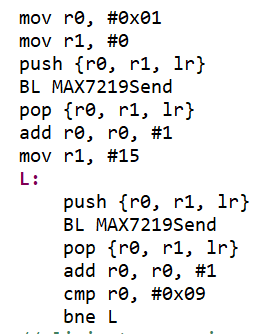 mov r0, #0x01
mov r1, #0
push {r0, r1, lr}
BL MAX7219Send
pop {r0, r1, lr}
add r0, r0, #1
mov r1, #15
L:
push {r0, r1, lr}
BL MAX7219Send
pop {r0, r1, lr}
add r0, r0, #1
cmp r0, #0x09
bne L